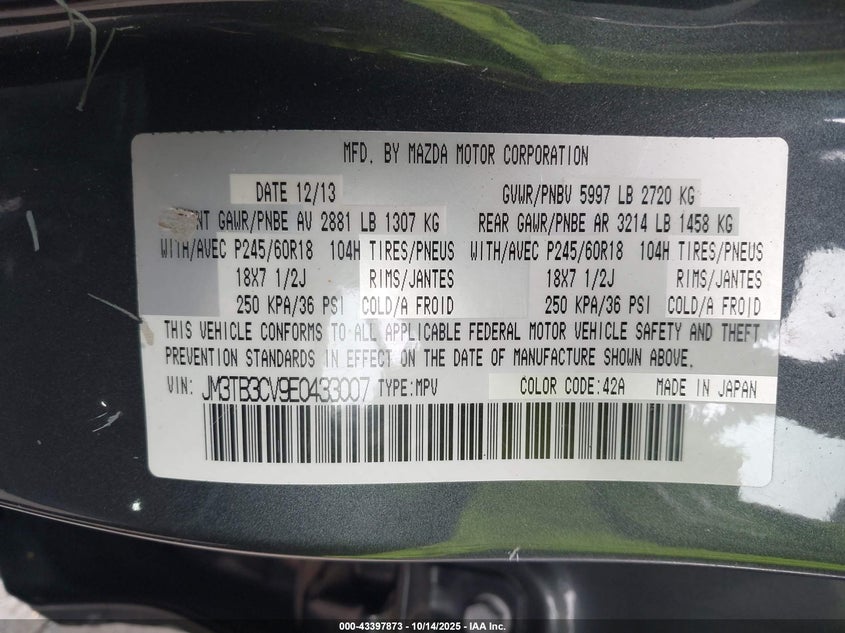 MFD. BY MAZDA MOTOR CORPORATION
DATE 12/13 GVWR/PNBV 5997 LB 2720 KG
NT GAWR/PNBE AV 2881 LB 1307 KG REAR GAWR/PNBE AR 3214 LB 1458 KG
WITH/AVEC P245/60R18 104H TIRES/PNEUS WITH/AVEC P245/60R18 104H TIRES/PNEUS
18X7 1/2J RIMS/JANTES 18X7 1/2J RIMS/JANTES
250 KPA/36 PSI COLD/A FROID 250 KPA/36 PSI COLD/A FROID
THIS VEHICLE CONFORMS TO ALL APPLICABLE FEDERAL MOTOR VEHICLE SAFETY AND THEFT
PREVENTION STANDARDS IN EFFECT ON THE DATE OF MANUFACTURE SHOWN ABOVE.
VIN: JM3TB3CV9E0433007 TYPE:MPV COLOR CODE:42A MADE IN JAPAN
000-43397873 - 10/14/2025 - IAA Inc.